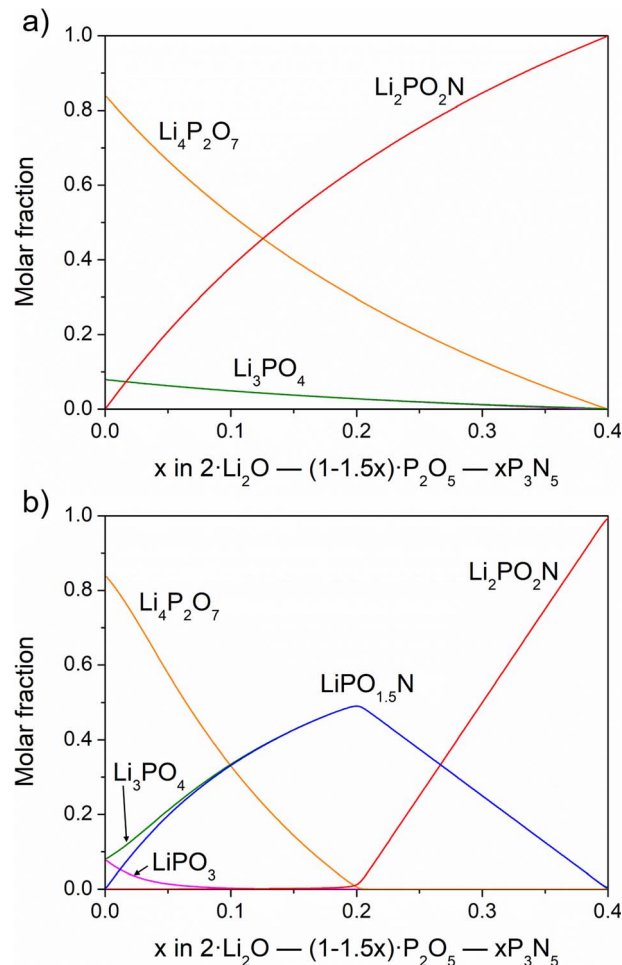 a)
1.0
0.8
0.6
0.4
0.2
0.0
Molar fraction
Li₄P₂O₇
Li₂PO₂N
Li₃PO₄
0.0 0.1 0.2 0.3 0.4
x in 2·Li₂O — (1-1.5x)·P₂O₅ — xP₃N₅
b)
1.0
0.8
0.6
0.4
0.2
0.0
Molar fraction
Li₄P₂O₇
Li₂PO₂N
LiPO₁.₅N
Li₃PO₄
LiPO₃
0.0 0.1 0.2 0.3 0.4
x in 2·Li₂O — (1-1.5x)·P₂O₅ — xP₃N₅